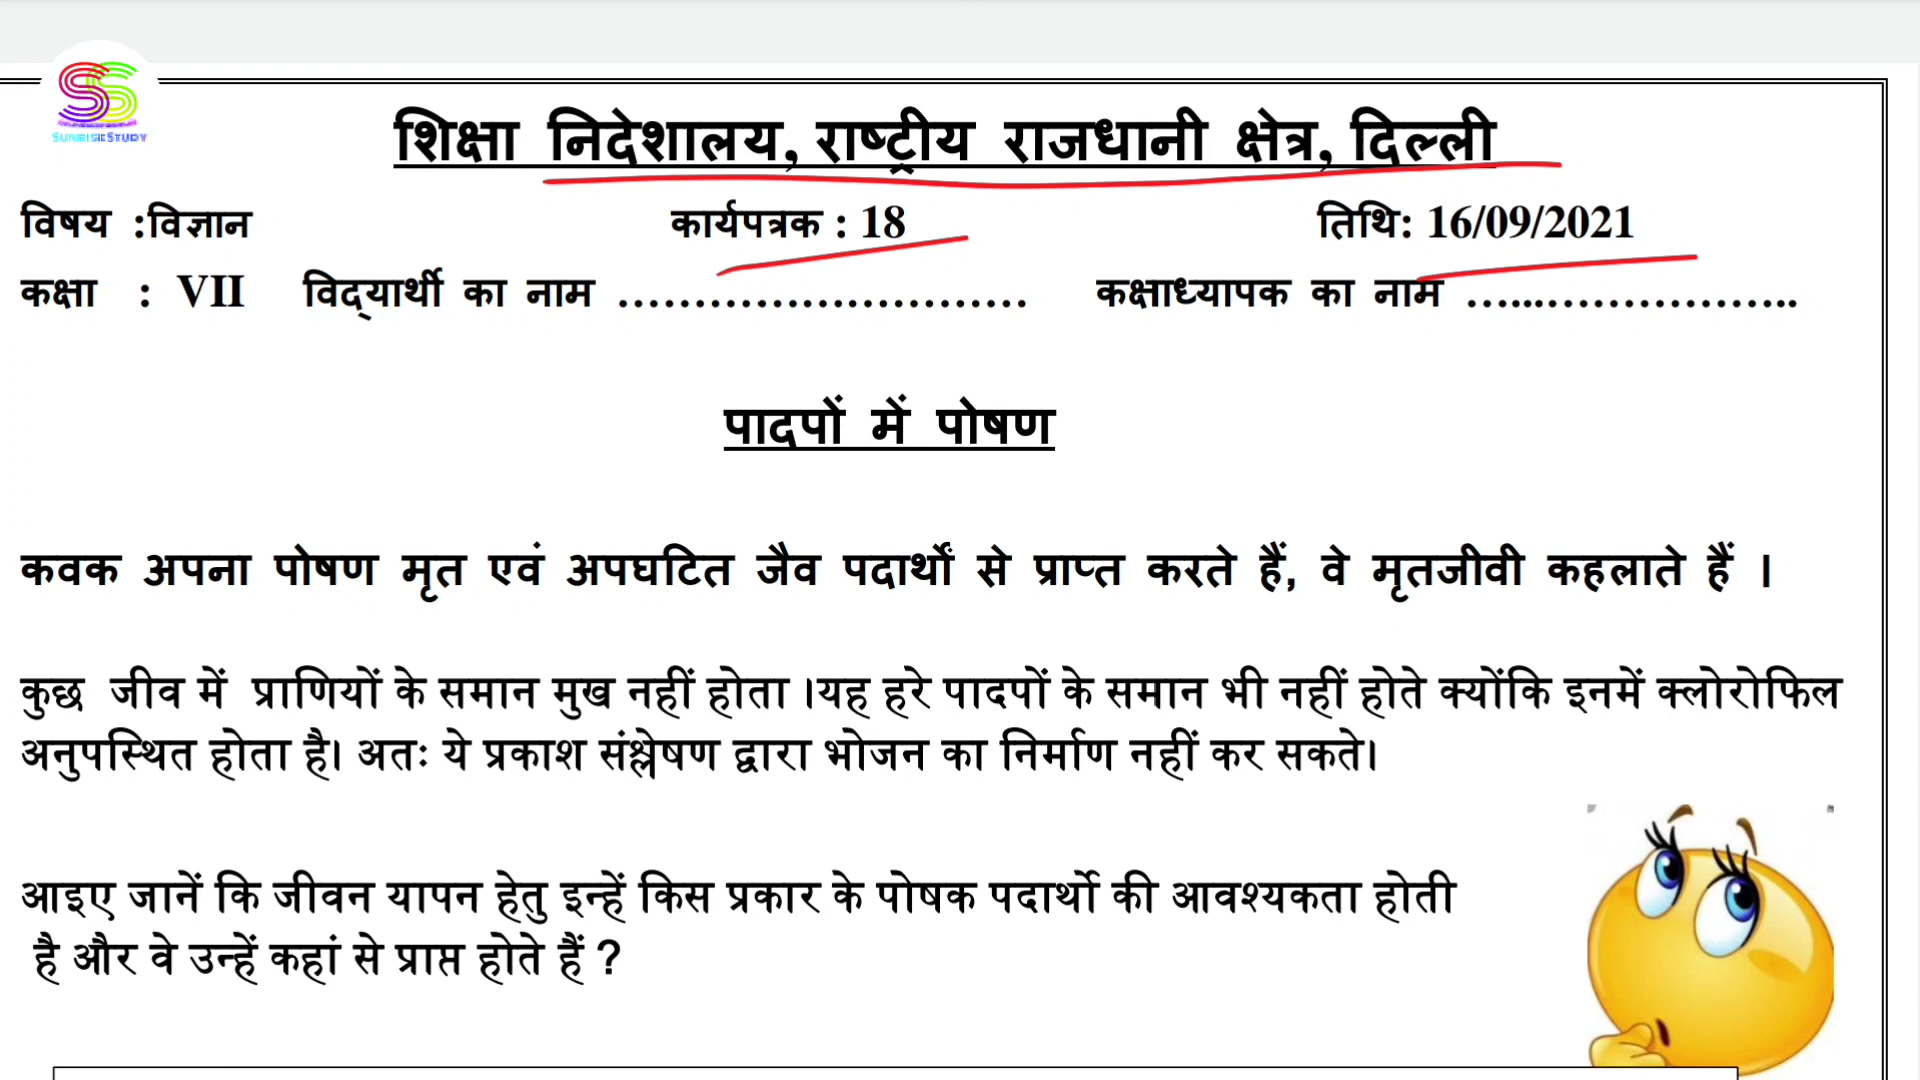 SUNRISESTUDY
शिक्षा निदेशालय, राष्ट्रीय राजधानी क्षेत्र, दिल्ली
विषय :विज्ञान कार्यपत्रक : 18 तिथि: 16/09/2021
कक्षा : VII विद्यार्थी का नाम ………………………. कक्षाध्यापक का नाम …...……………..
पादपों में पोषण
कवक अपना पोषण मृत एवं अपघटित जैव पदार्थों से प्राप्त करते हैं, वे मृतजीवी कहलाते हैं ।
कुछ जीव में प्राणियों के समान मुख नहीं होता ।यह हरे पादपों के समान भी नहीं होते क्योंकि इनमें क्लोरोफिल
अनुपस्थित होता है। अतः ये प्रकाश संश्लेषण द्वारा भोजन का निर्माण नहीं कर सकते।
आइए जानें कि जीवन यापन हेतु इन्हें किस प्रकार के पोषक पदार्थो की आवश्यकता होती
है और वे उन्हें कहां से प्राप्त होते हैं ?